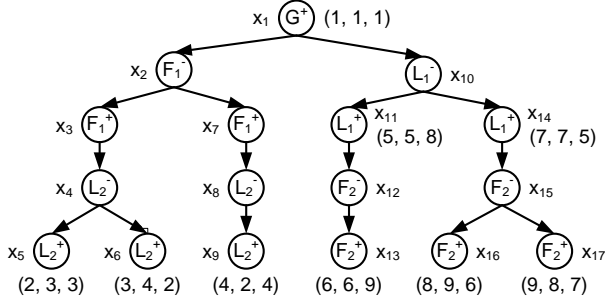 x1 G+ (1, 1, 1)
x2 F1- L1- x10
x3 F1+ x7 F1+ L1+ x11 (5, 5, 8) L1+ x14 (7, 7, 5)
x4 L2- x8 L2- F2- x12 F2- x15
x5 L2+ x6 L2+ x9 L2+ F2+ x13 F2+ x16 F2+ x17
(2, 3, 3) (3, 4, 2) (4, 2, 4) (6, 6, 9) (8, 9, 6) (9, 8, 7)